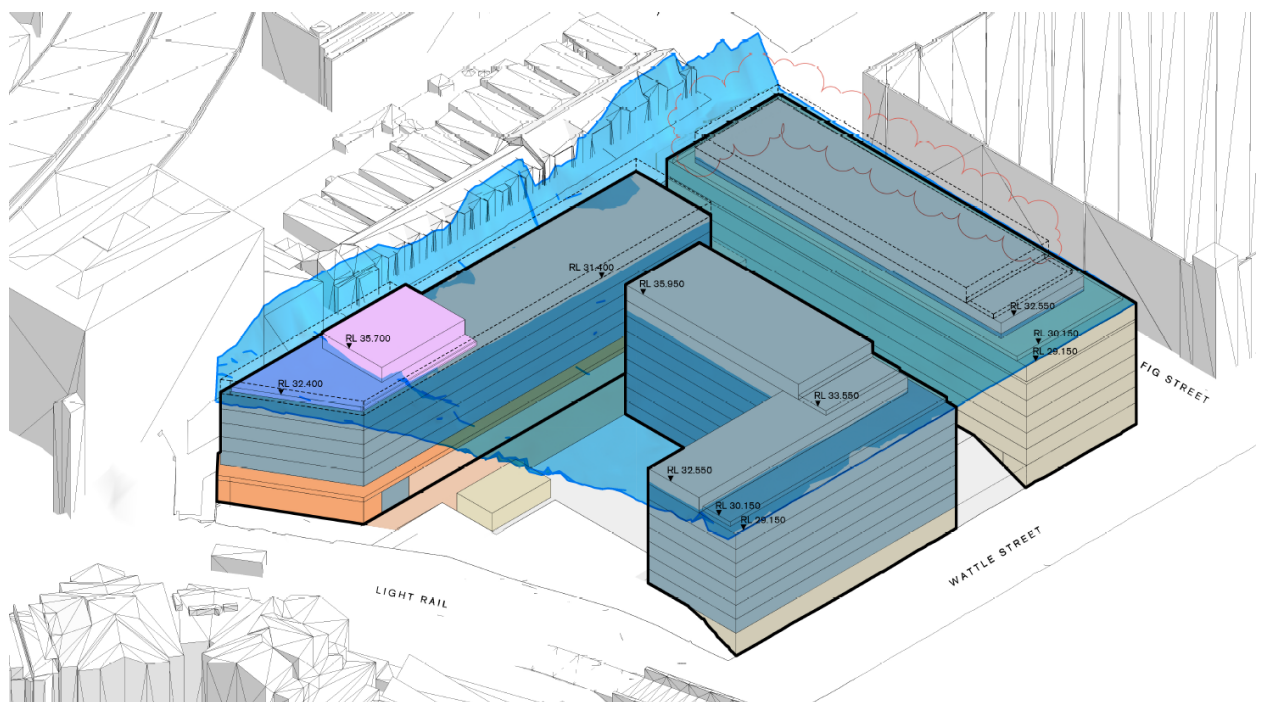 RL 31.400
RL 35.950
RL 32.550
RL 30.150
RL 29.150
RL 35.700
RL 32.400
RL 33.550
RL 32.550
RL 30.150
RL 29.150
FIG STREET
WATTLE STREET
LIGHT RAIL